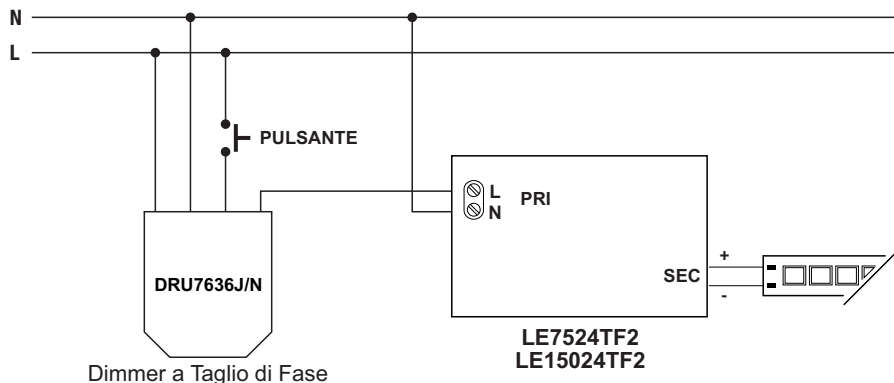 N
L
PULSANTE
L
N
PRI
DRU7636J/N
SEC
+
-
LE7524TF2
LE15024TF2
Dimmer a Taglio di Fase